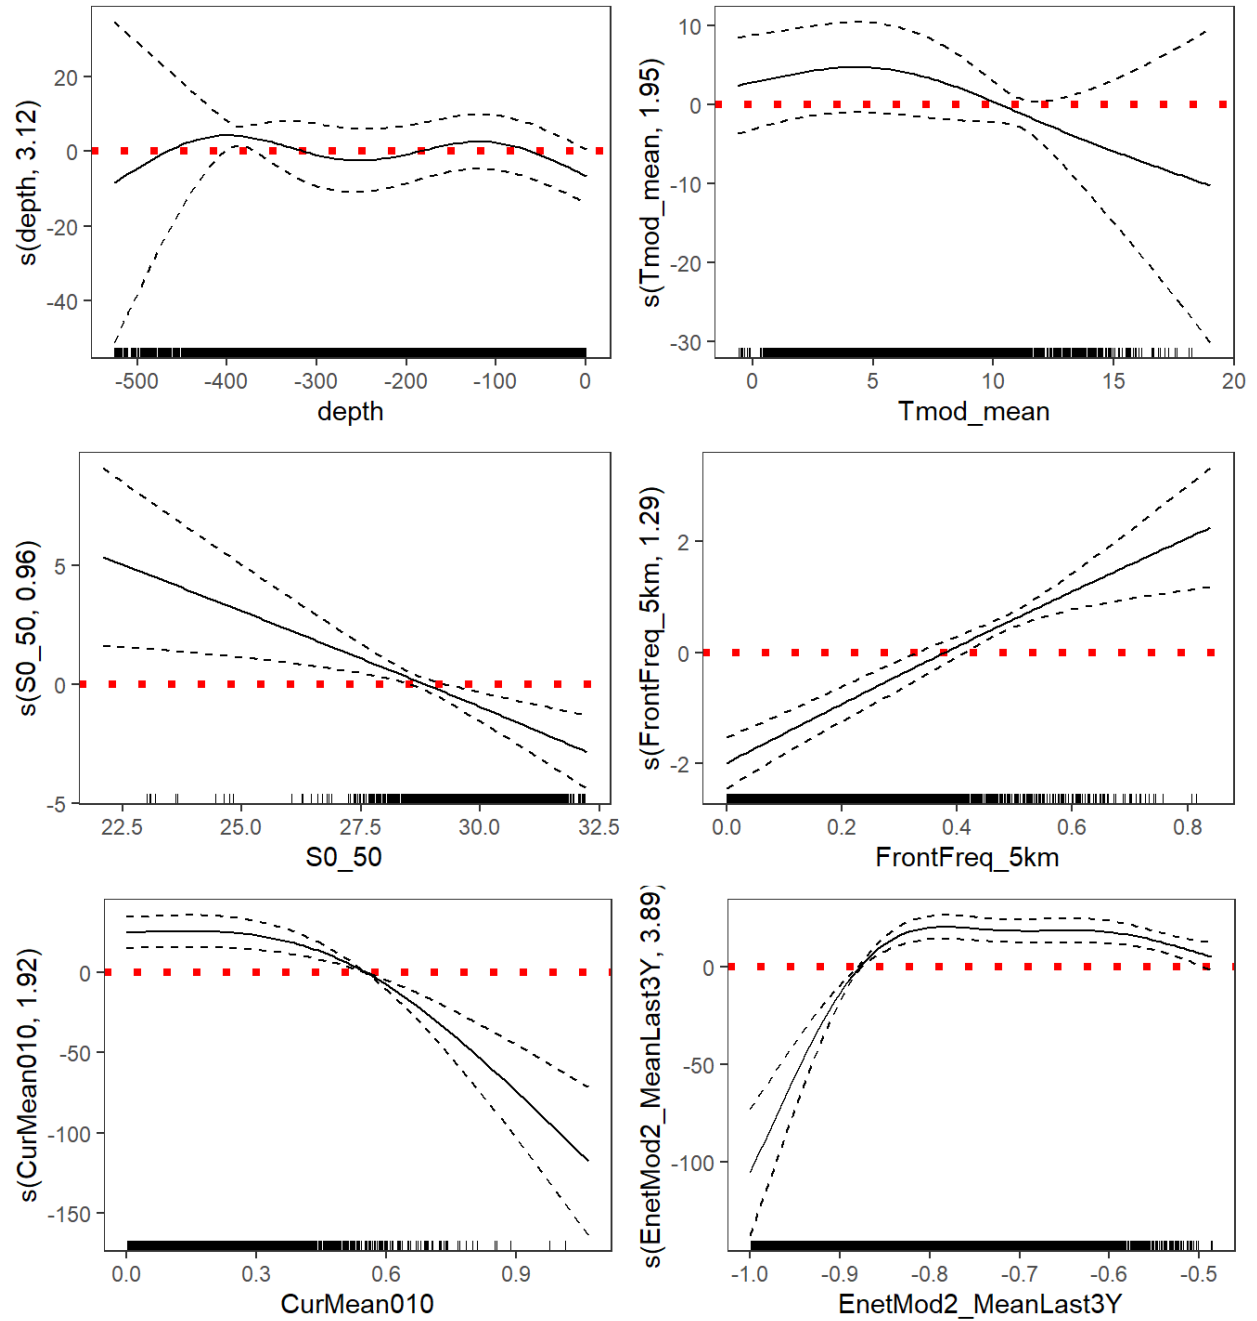 s(depth, 3.12)
20
0
-20
-40
-500 -400 -300 -200 -100 0
depth
s(Tmod_mean, 1.95)
10
0
-10
-20
-30
0 5 10 15 20
Tmod_mean
s(S0_50, 0.96)
5
0
-5
22.5 25.0 27.5 30.0 32.5
S0_50
s(FrontFreq_5km, 1.29)
2
0
-2
0.0 0.2 0.4 0.6 0.8
FrontFreq_5km
s(CurMean010, 1.92)
0
-50
-100
-150
0.0 0.3 0.6 0.9
CurMean010
s(EnetMod2_MeanLast3Y, 3.89)
0
-50
-100
-1.0 -0.9 -0.8 -0.7 -0.6 -0.5
EnetMod2_MeanLast3Y